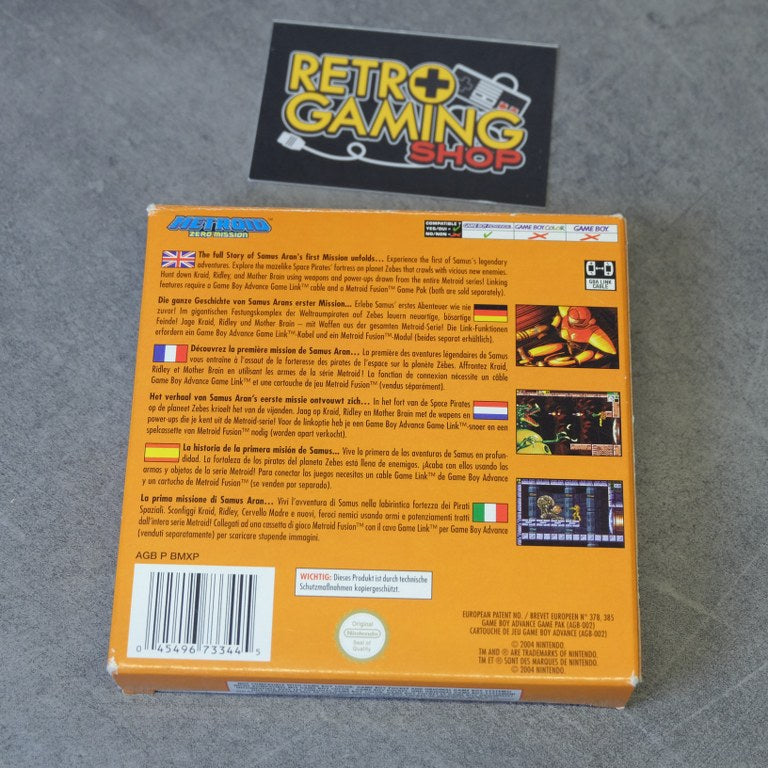 RETRO
GAMING
SHOP
METROID™
ZERO MISSION
COMPATIBLE ?
YES/OUI =
NO/NON =
GAME BOY ADVANCE
GAME BOY COLOR
GAME BOY
The full Story of Samus Aran's first Mission unfolds... Experience the first of Samus's legendary
adventures. Explore the mazelike Space Pirates' fortress on planet Zebes that crawls with vicious new enemies.
Hunt down Kraid, Ridley, and Mother Brain using weapons and power-ups drawn from the entire Metroid series! Linking
features require a Game Boy Advance Game Link™ cable and a Metroid Fusion™ Game Pak (both are sold separately).
GBA LINK
CABLE
Die ganze Geschichte von Samus Arans erster Mission... Erlebe Samus' erstes Abenteuer wie nie
zuvor! Im gigantischen Festungskomplex der Weltraumpiraten auf Zebes lauern neuartige, bösartige
Feinde! Jage Kraid, Ridley und Mother Brain – mit Waffen aus der gesamten Metroid-Serie! Die Link-Funktionen
erfordern ein Game Boy Advance Game Link™-Kabel und ein Metroid Fusion™-Modul (beides separat erhältlich).
Découvrez la première mission de Samus Aran... La première des aventures légendaires de Samus
vous entraîne à l'assaut de la forteresse des pirates de l'espace sur la planète Zèbes. Affrontez Kraid,
Ridley et Mother Brain en utilisant les armes de la série Metroid ! La fonction de connexion nécessite un câble
Game Boy Advance Game Link™ et une cartouche de jeu Metroid Fusion™ (vendus séparément).
Het verhaal van Samus Aran's eerste missie ontvouwt zich... In het fort van de Space Pirates
op de planeet Zebes krioelt het van de vijanden. Jaag op Kraid, Ridley en Mother Brain met de wapens en
power-ups die je kent uit de Metroid-serie! Voor de linkoptie heb je een Game Boy Advance Game Link™-snoer en een
spelcassette van Metroid Fusion™ nodig (worden apart verkocht).
La historia de la primera misión de Samus... Vive la primera de las aventuras de Samus en profun-
didad. La fortaleza de los piratas del planeta Zebes esta llena de enemigos. ¡Acaba con ellos usando las
armas y objetos de la serie Metroid! Para conectar las juegos necesitas un cable Game Link™ de Game Boy Advance
y un cartucho de Metroid Fusion™ (se venden por separado).
La prima missione di Samus Aran... Vivi l'avventura di Samus nella labirintica fortezza dei Pirati
Spaziali. Sconfiggi Kraid, Ridley, Cervello Madre e nuovi, feroci nemici usando armi e potenziamenti tratti
dall'intera serie Metroid! Collegati ad una cassetta di gioco Metroid Fusion™ con il cavo Game Link™ per Game Boy Advance
(venduti separatamente) per scaricare stupende immagini.
AGB P BMXP
0 45496 73344 5
WICHTIG: Dieses Produkt ist durch technische
Schutzmaßnahmen kopiergeschützt.
Original
Nintendo
Seal of
Quality
EUROPEAN PATENT NO. / BREVET EUROPEEN N° 378, 385
GAME BOY ADVANCE GAME PAK (AGB-002)
CARTOUCHE DE JEU GAME BOY ADVANCE (AGB-002)
© 2004 NINTENDO.
TM AND ® ARE TRADEMARKS OF NINTENDO.
TM ET ® SONT DES MARQUES DE NINTENDO.
© 2004 NINTENDO.